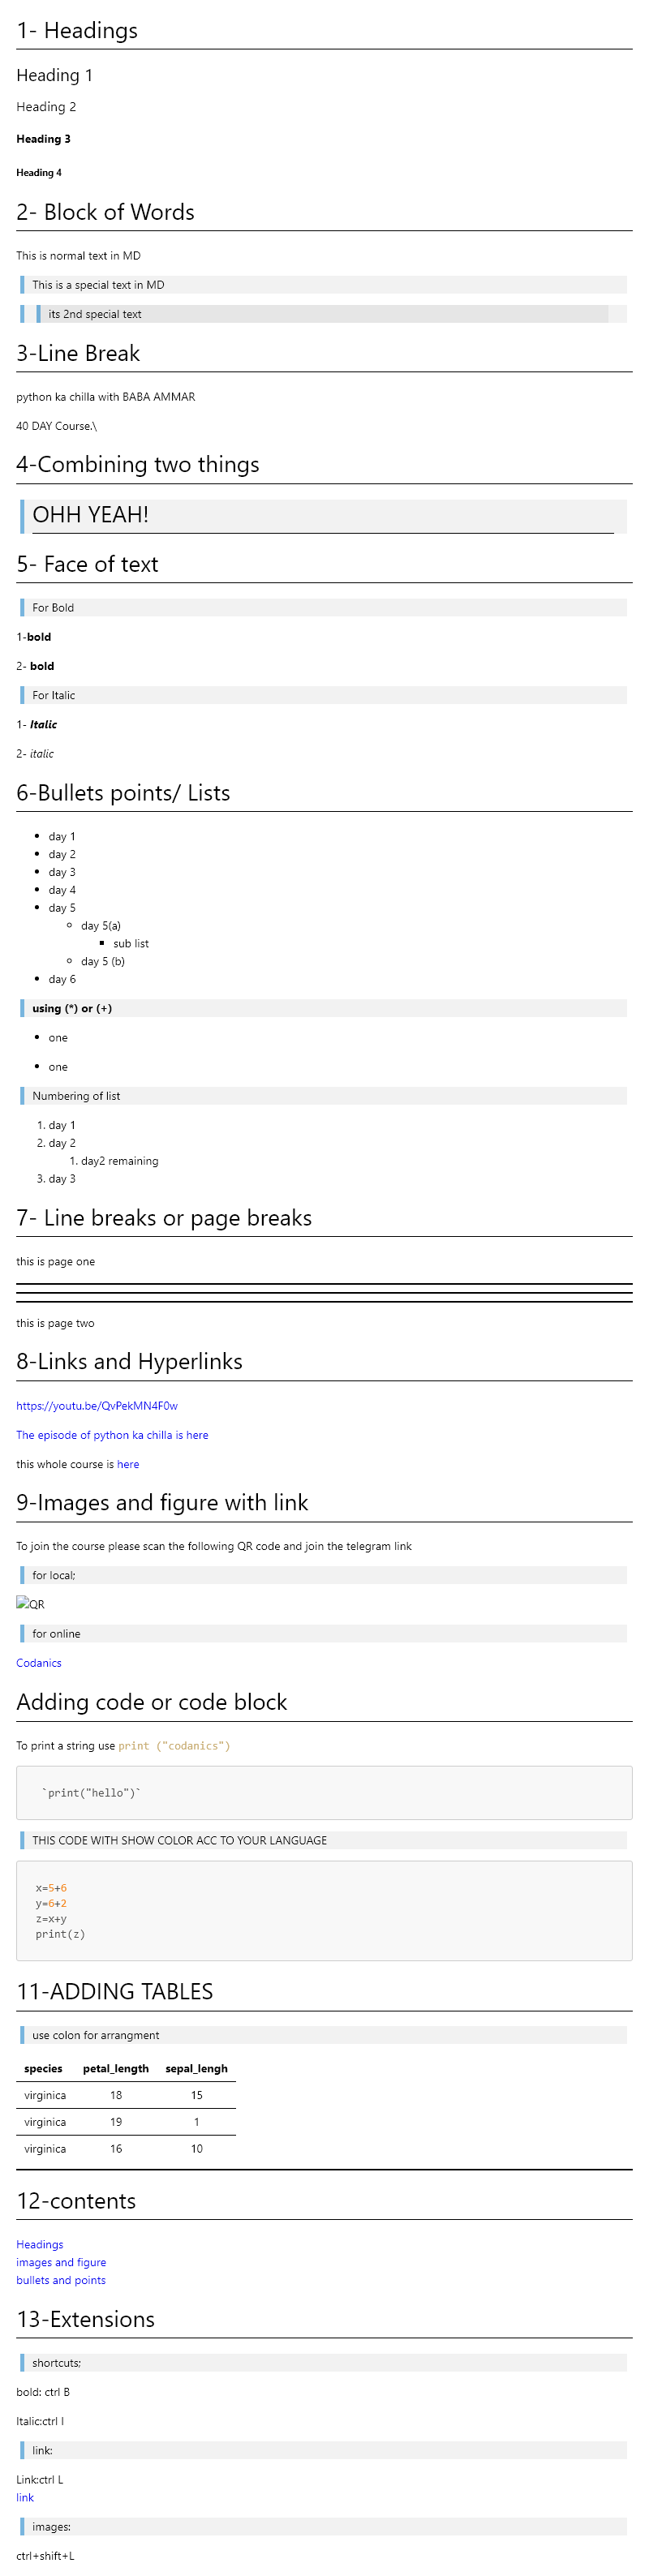 1- Headings
Heading 1
Heading 2
Heading 3
Heading 4
2- Block of Words
This is normal text in MD
This is a special text in MD
its 2nd special text
3-Line Break
python ka chilla with BABA AMMAR
40 DAY Course.\
4-Combining two things
OHH YEAH!
5- Face of text
For Bold
1-bold
2- bold
For Italic
1- Italic
2- italic
6-Bullets points/ Lists
• day 1
• day 2
• day 3
• day 4
• day 5
◦ day 5(a)
▪ sub list
◦ day 5 (b)
• day 6
using (*) or (+)
• one
• one
Numbering of list
1. day 1
2. day 2
1. day2 remaining
3. day 3
7- Line breaks or page breaks
this is page one
this is page two
8-Links and Hyperlinks
https://youtu.be/QvPekMN4F0w
The episode of python ka chilla is here
this whole course is here
9-Images and figure with link
To join the course please scan the following QR code and join the telegram link
for local;
QR
for online
Codanics
Adding code or code block
To print a string use print ("codanics")
`print("hello")`
THIS CODE WITH SHOW COLOR ACC TO YOUR LANGUAGE
x=5+6
y=6+2
z=x+y
print(z)
11-ADDING TABLES
use colon for arrangment
species petal_length sepal_lengh
virginica 18 15
virginica 19 1
virginica 16 10
12-contents
Headings
images and figure
bullets and points
13-Extensions
shortcuts;
bold: ctrl B
Italic:ctrl I
link:
Link:ctrl L
link
images:
ctrl+shift+L